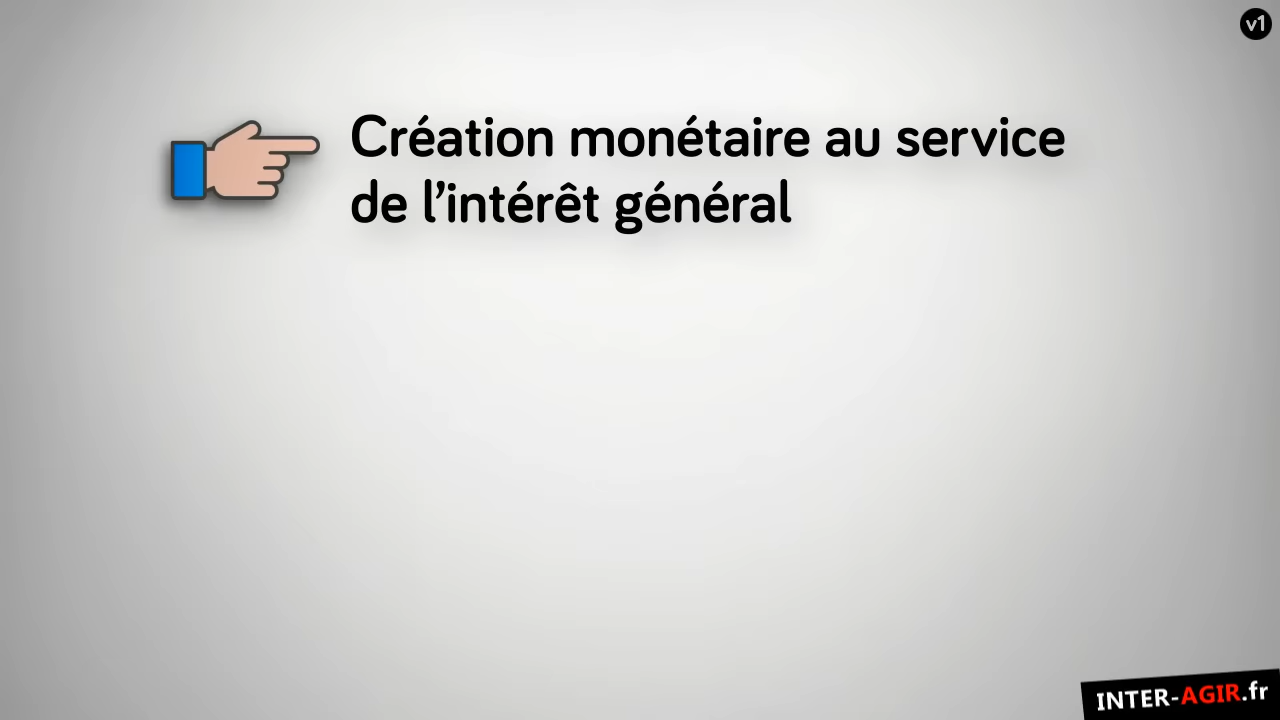 v1
Création monétaire au service
de l’intérêt général
INTER-AGIR.fr